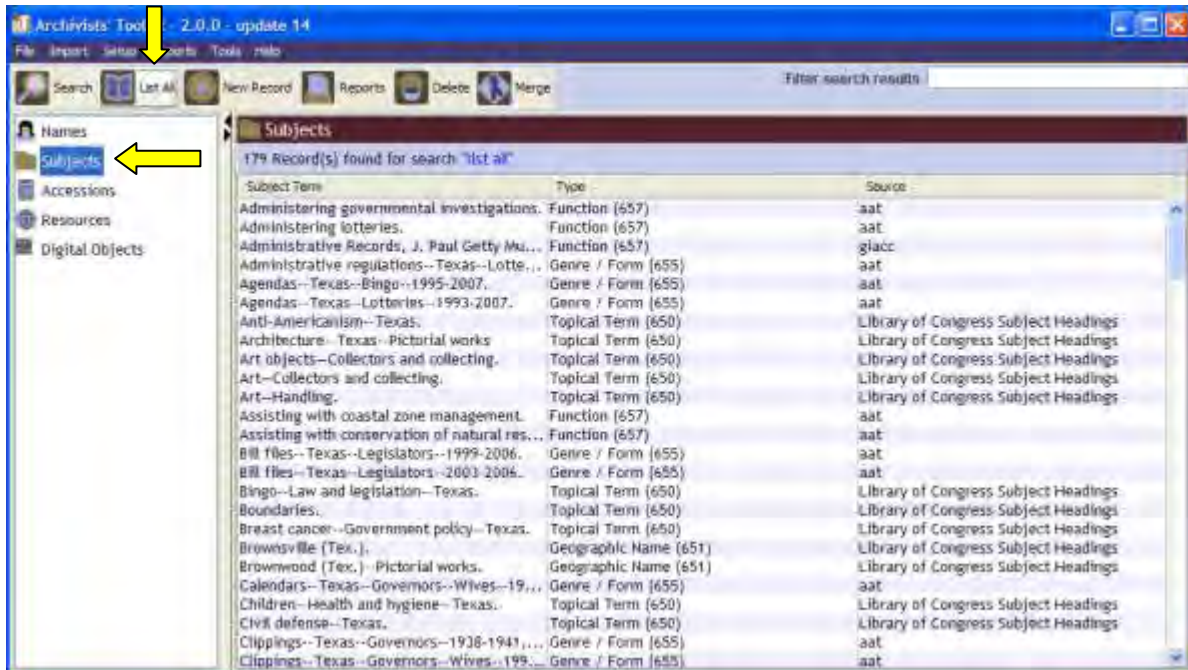 Archivists' Toolkit - 2.0.0 - update 14
File Import Setup Reports Tools Help
Search List All New Record Reports Delete Merge Filter search results
Names
Subjects
Accessions
Resources
Digital Objects
Subjects
179 Record(s) found for search "list all"
Subject Term Type Source
Administering governmental investigations. Function (657) aat
Administering lotteries. Function (657) aat
Administrative Records, J. Paul Getty Mu... Function (657) giacc
Administrative regulations--Texas--Lotte... Genre / Form (655) aat
Agendas--Texas--Bingo--1995-2007. Genre / Form (655) aat
Agendas--Texas--Lotteries--1993-2007. Genre / Form (655) aat
Anti-Americanism--Texas. Topical Term (650) Library of Congress Subject Headings
Architecture--Texas--Pictorial works Topical Term (650) Library of Congress Subject Headings
Art objects--Collectors and collecting. Topical Term (650) Library of Congress Subject Headings
Art--Collectors and collecting. Topical Term (650) Library of Congress Subject Headings
Art--Handling. Topical Term (650) Library of Congress Subject Headings
Assisting with coastal zone management. Function (657) aat
Assisting with conservation of natural res... Function (657) aat
Bill files--Texas--Legislators--1999-2006. Genre / Form (655) aat
Bill files--Texas--Legislators--2003-2006. Genre / Form (655) aat
Bingo--Law and legislation--Texas. Topical Term (650) Library of Congress Subject Headings
Boundaries. Topical Term (650) Library of Congress Subject Headings
Breast cancer--Government policy--Texas. Topical Term (650) Library of Congress Subject Headings
Brownsville (Tex.). Geographic Name (651) Library of Congress Subject Headings
Brownwood (Tex.)--Pictorial works. Geographic Name (651) Library of Congress Subject Headings
Calendars--Texas--Governors--Wives--19... Genre / Form (655) aat
Children--Health and hygiene--Texas. Topical Term (650) Library of Congress Subject Headings
Civil defense--Texas. Topical Term (650) Library of Congress Subject Headings
Clippings--Texas--Governors--1938-1941,... Genre / Form (655) aat
Clippings--Texas--Governors--Wives--199... Genre / Form (655) aat